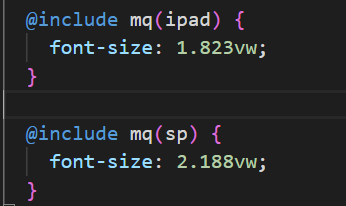 @include mq(ipad) {
  font-size: 1.823vw;
}

@include mq(sp) {
  font-size: 2.188vw;
}